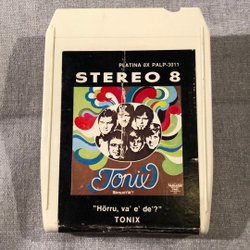 PLATINA 8X PALP-3011
STEREO 8
Tonix
"Hörru, va' e' de'?"
TONIX